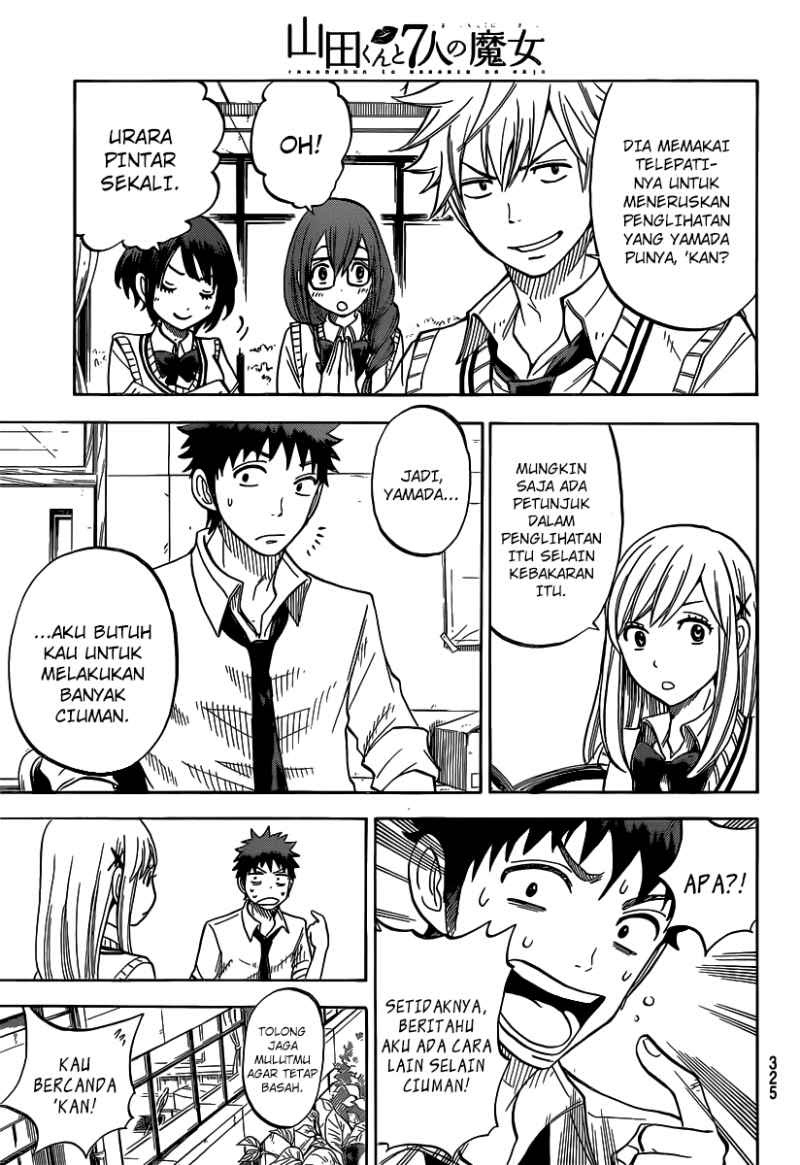 山田くんと7人の魔女
DIA MEMAKAI
TELEPATI-
NYA UNTUK
MENERUSKAN
PENGLIHATAN
YANG YAMADA
PUNYA, 'KAN?
OH!
URARA
PINTAR
SEKALI.
MUNGKIN
SAJA ADA
PETUNJUK
DALAM
PENGLIHATAN
ITU SELAIN
KEBAKARAN
ITU.
JADI,
YAMADA...
...AKU BUTUH
KAU UNTUK
MELAKUKAN
BANYAK
CIUMAN.
APA?!
SETIDAKNYA,
BERITAHU
AKU ADA CARA
LAIN SELAIN
CIUMAN!
TOLONG
JAGA
MULUTMU
AGAR TETAP
BASAH.
KAU
BERCANDA
'KAN!
325